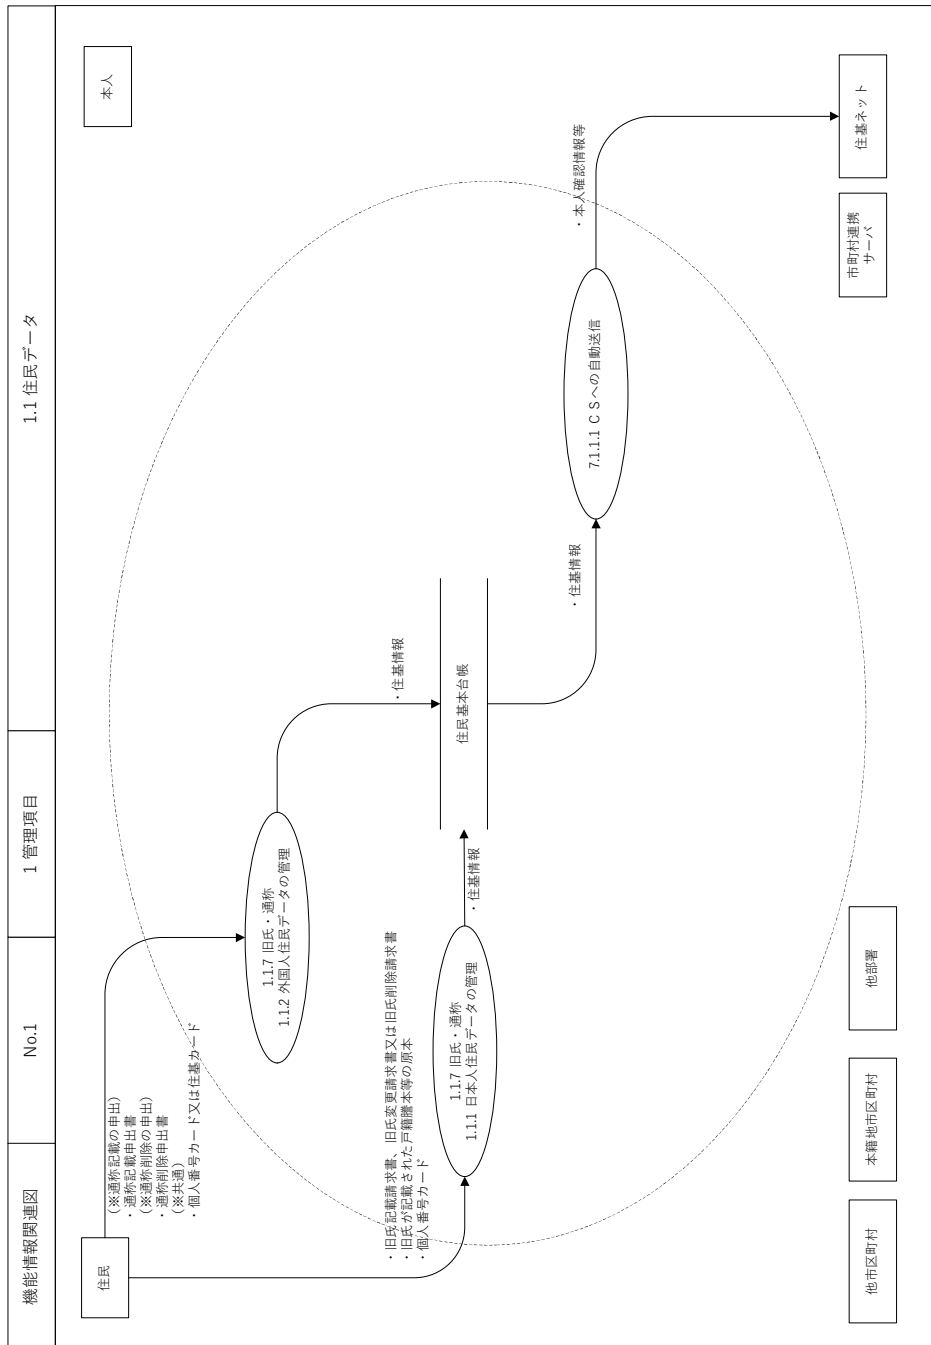 機能情報関連図
No.1
1 管理項目
1.1 住民データ
住民
本人
(※通称記載の申出)
・通称記載申出書
(※通称削除の申出)
・通称削除申出書
(※共通)
・個人番号カード又は住基カード
1.1.7 旧氏・通称
1.1.2 外国人住民データの管理
・住基情報
・旧氏記載請求書、旧氏変更請求書又は旧氏削除請求書
・旧氏が記載された戸籍謄本等の原本
・個人番号カード
1.1.7 旧氏・通称
1.1.1 日本人住民データの管理
・住基情報
住民基本台帳
・住基情報
7.1.1.1 ＣＳへの自動送信
・本人確認情報等
他市区町村
本籍地市区町村
他部署
市町村連携
サーバ
住基ネット